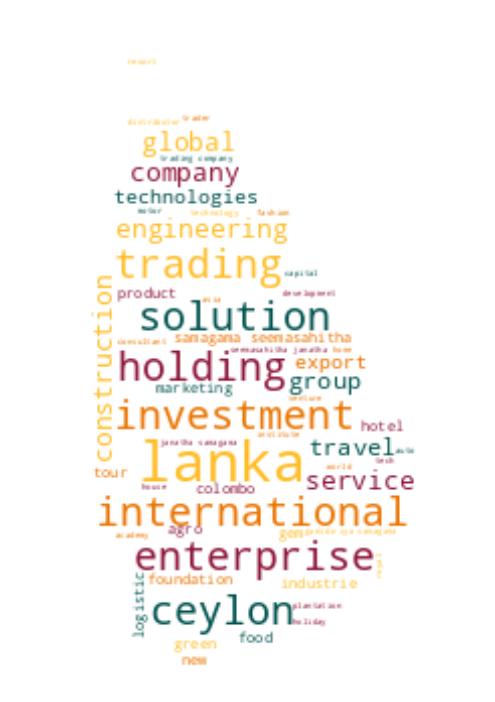 resort
distributor trader
global
trading company
company
technologies
motor technology fashion
engineering
trading
capital
construction
product development
asia
solution
consultant samagama seemasahitha
seemasahitha janatha home
holding export
marketing group
venture
investment
hotel
institute
janatha samagama travel auto
lanka
tech
tour world
service
house colombo
international
agro
academy gem
enterprise
foundation industrie
logistic
ceylon plantation
holiday
food
green
new